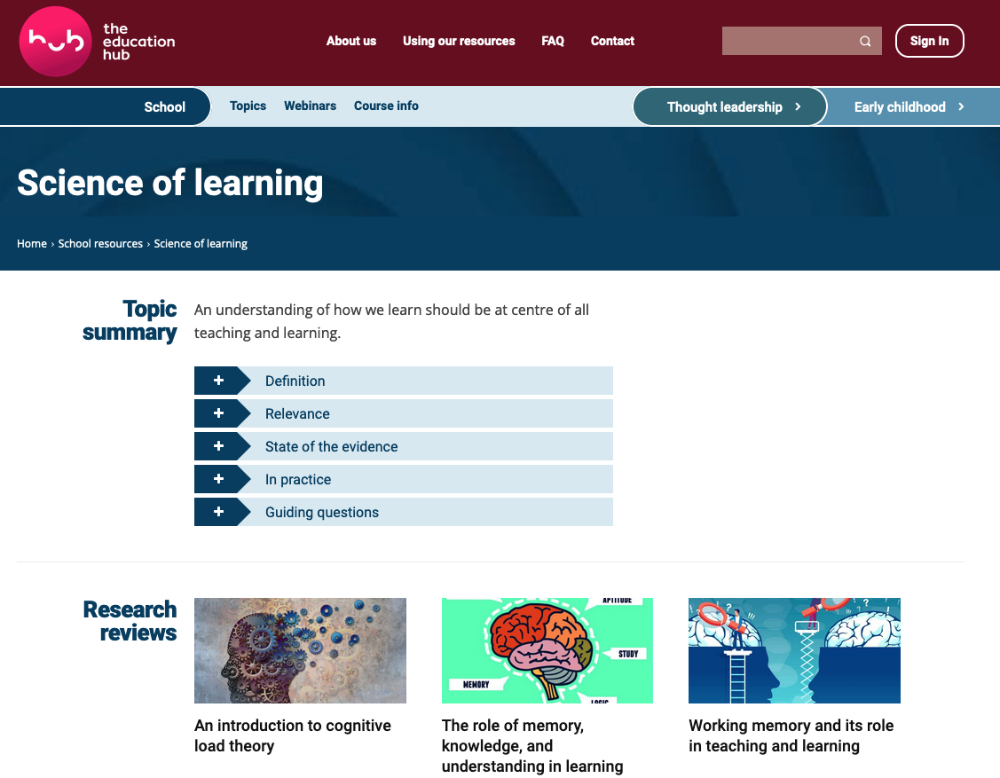 hub
the
education
hub
About us
Using our resources
FAQ
Contact
Sign In
School
Topics
Webinars
Course info
Thought leadership
Early childhood
Science of learning
Home › School resources › Science of learning
Topic
summary
An understanding of how we learn should be at centre of all
teaching and learning.
Definition
Relevance
State of the evidence
In practice
Guiding questions
Research
reviews
APTITUDE
STUDY
MEMORY
LOGIC
An introduction to cognitive
load theory
The role of memory,
knowledge, and
understanding in learning
Working memory and its role
in teaching and learning